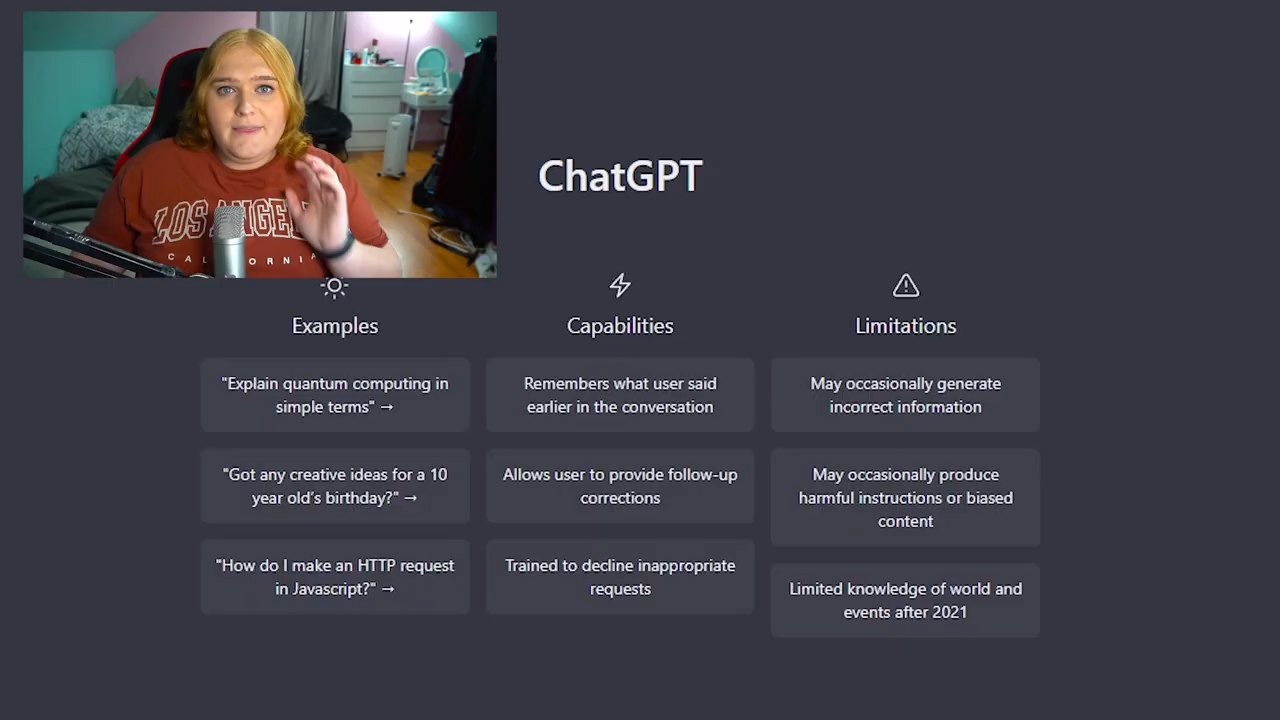 LOS ANGEL
CAL ORNI
ChatGPT
Examples
"Explain quantum computing in
simple terms" →
"Got any creative ideas for a 10
year old's birthday?" →
"How do I make an HTTP request
in Javascript?" →
Capabilities
Remembers what user said
earlier in the conversation
Allows user to provide follow-up
corrections
Trained to decline inappropriate
requests
Limitations
May occasionally generate
incorrect information
May occasionally produce
harmful instructions or biased
content
Limited knowledge of world and
events after 2021